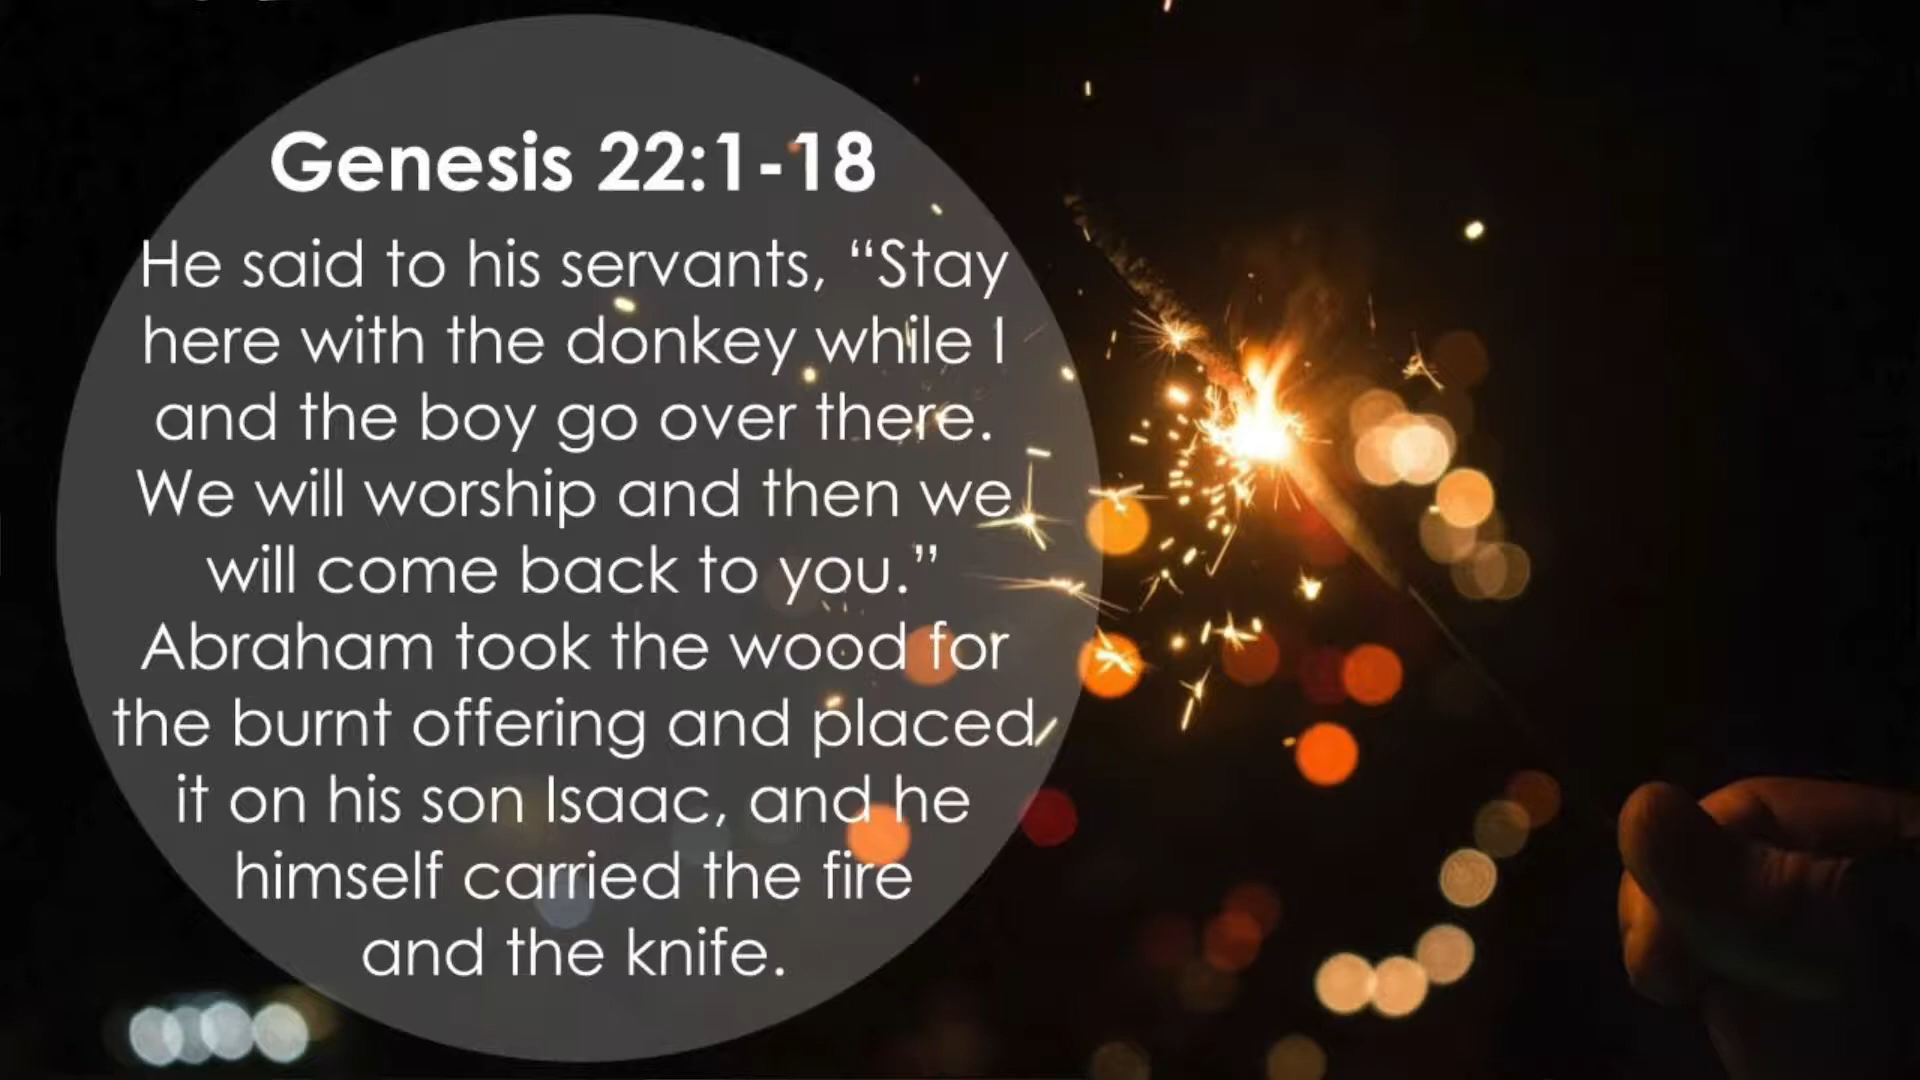 Genesis 22:1-18
He said to his servants, “Stay
here with the donkey while I
and the boy go over there.
We will worship and then we
will come back to you.”
Abraham took the wood for
the burnt offering and placed
it on his son Isaac, and he
himself carried the fire
and the knife.